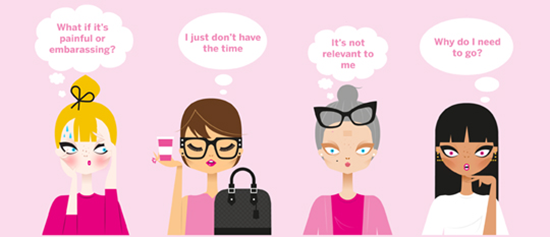 What if it's
painful or
embarassing?
I just don't have
the time
It's not
relevant to
me
Why do I need
to go?